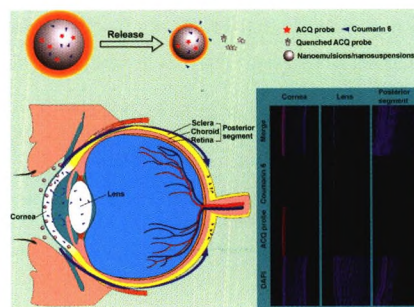 Release
ACQ probe
Coumarin 6
Quenched ACQ probe
Nanoemulsions/nanosuspensions
Sclera
Choroid
Retina
Posterior
segment
Lens
Cornea
Cornea
Lens
Posterior
segment
Merge
Coumarin 6
ACQ probe
DAPI